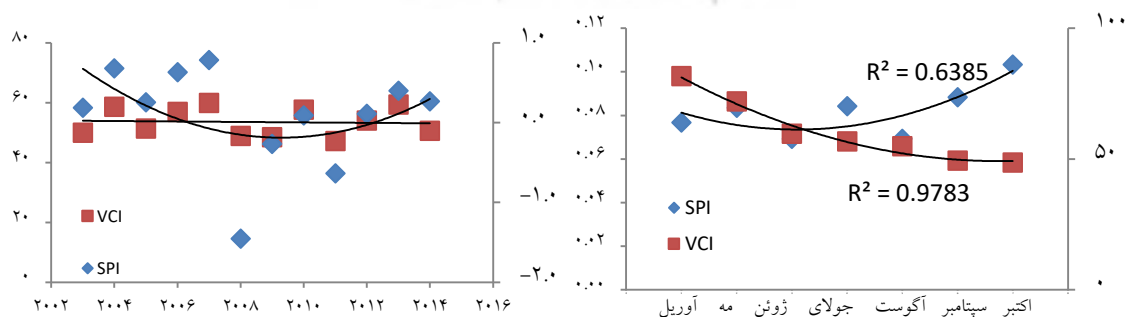 ۸۰
۶۰
۴۰
۲۰
۰
۱.۰
۰.۰
−۱.۰
−۲.۰
VCI
SPI
۲۰۰۲ ۲۰۰۴ ۲۰۰۶ ۲۰۰۸ ۲۰۱۰ ۲۰۱۲ ۲۰۱۴ ۲۰۱۶
۰.۱۲
۰.۱۰
۰.۰۸
۰.۰۶
۰.۰۴
۰.۰۲
۰.۰۰
۱۰۰
۵۰
۰
R² = 0.6385
R² = 0.9783
SPI
VCI
آوریل مه ژوئن جولای آگوست سپتامبر اکتبر